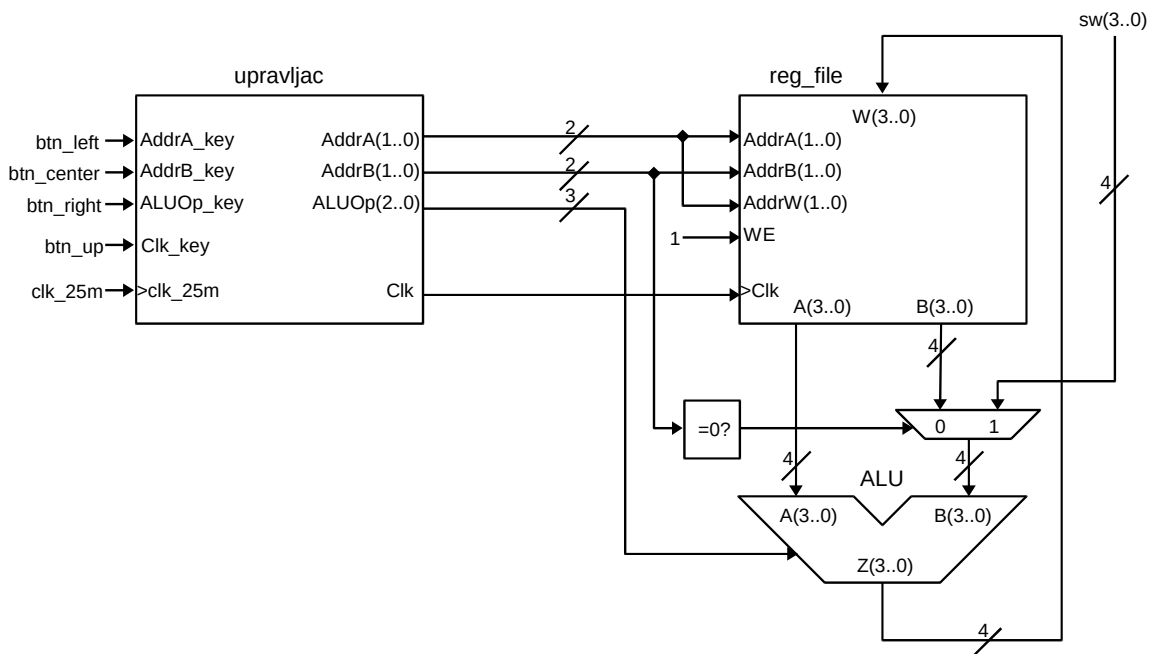 sw(3..0)
upravljac
reg_file
W(3..0)
btn_left
AddrA_key
AddrA(1..0)
2
AddrA(1..0)
btn_center
AddrB_key
AddrB(1..0)
2
AddrB(1..0)
4
btn_right
ALUOp_key
ALUOp(2..0)
3
AddrW(1..0)
btn_up
Clk_key
1
WE
clk_25m
>clk_25m
Clk
>Clk
A(3..0)
B(3..0)
4
=0?
0
1
4
4
ALU
A(3..0)
B(3..0)
Z(3..0)
4